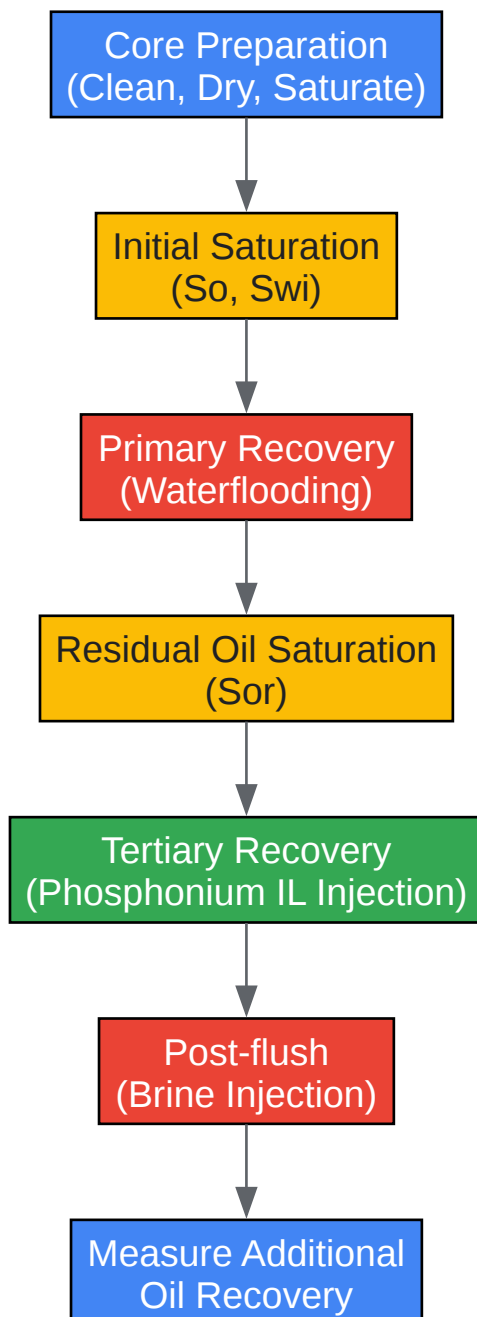 Core Preparation
(Clean, Dry, Saturate)
Initial Saturation
(So, Swi)
Primary Recovery
(Waterflooding)
Residual Oil Saturation
(Sor)
Tertiary Recovery
(Phosphonium IL Injection)
Post-flush
(Brine Injection)
Measure Additional
Oil Recovery